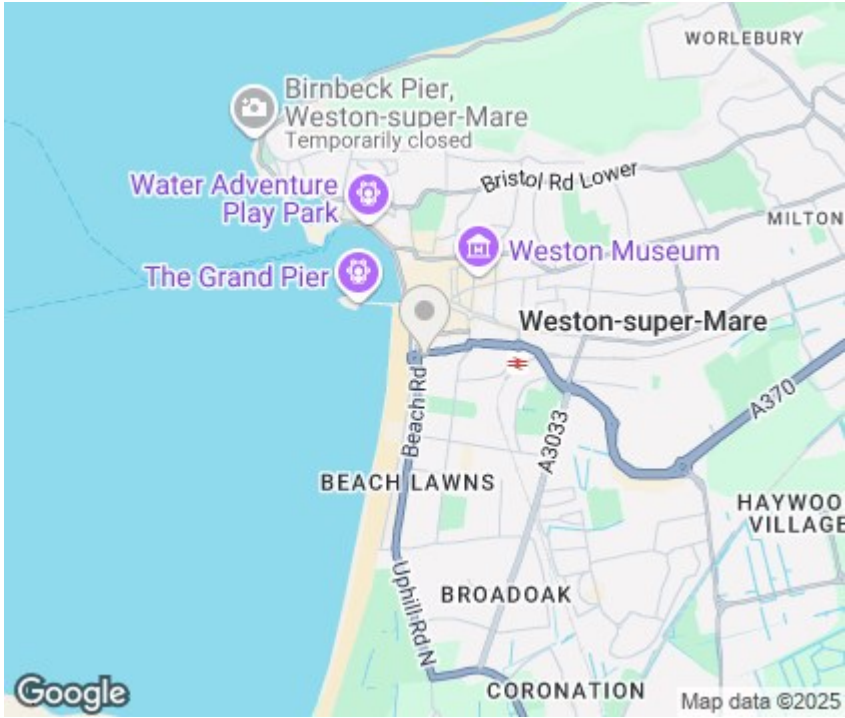 WORLEBURY
Birnbeck Pier,
Weston-super-Mare
Temporarily closed
Bristol Rd Lower
Water Adventure
Play Park
MILTON
Weston Museum
The Grand Pier
Weston-super-Mare
Beach Rd
A370
A3033
BEACH LAWNS
HAYWOO
VILLAGE
Uphill Rd N
BROADOAK
CORONATION
Google
Map data ©2025